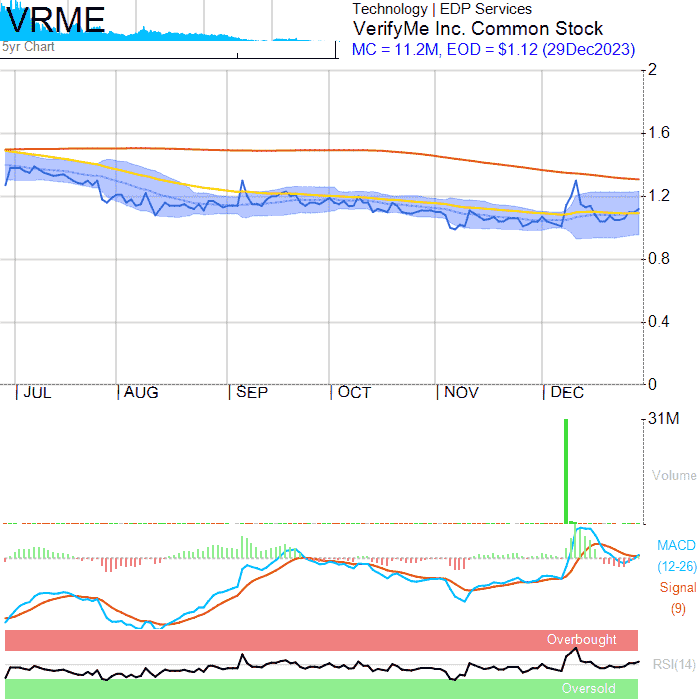 VRME
Technology | EDP Services
VerifyMe Inc. Common Stock
5yr Chart
MC = 11.2M, EOD = $1.12 (29Dec2023)
2
1.6
1.2
0.8
0.4
0
JUL AUG SEP OCT NOV DEC
31M
Volume
MACD
(12-26)
Signal
(9)
Overbought
RSI(14)
Oversold